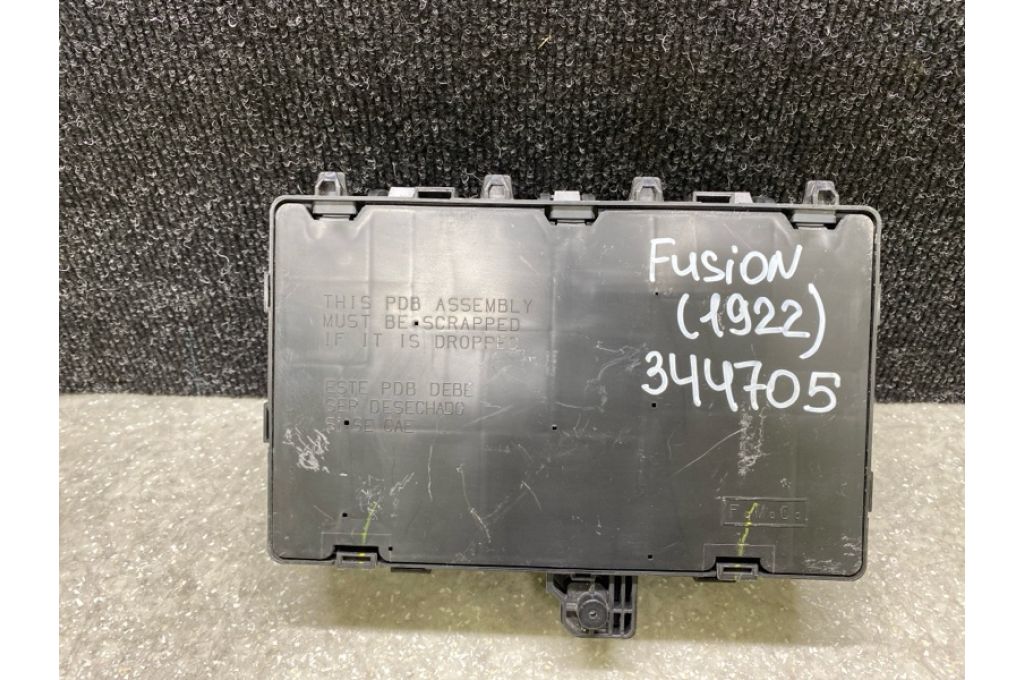 THIS PDB ASSEMBLY
MUST BE SCRAPPED
IF IT IS DROPPED
ESTE PDB DEBE
SER DESECHADO
SI SE CAE
FUSION
(1922)
344705
FoMoCo